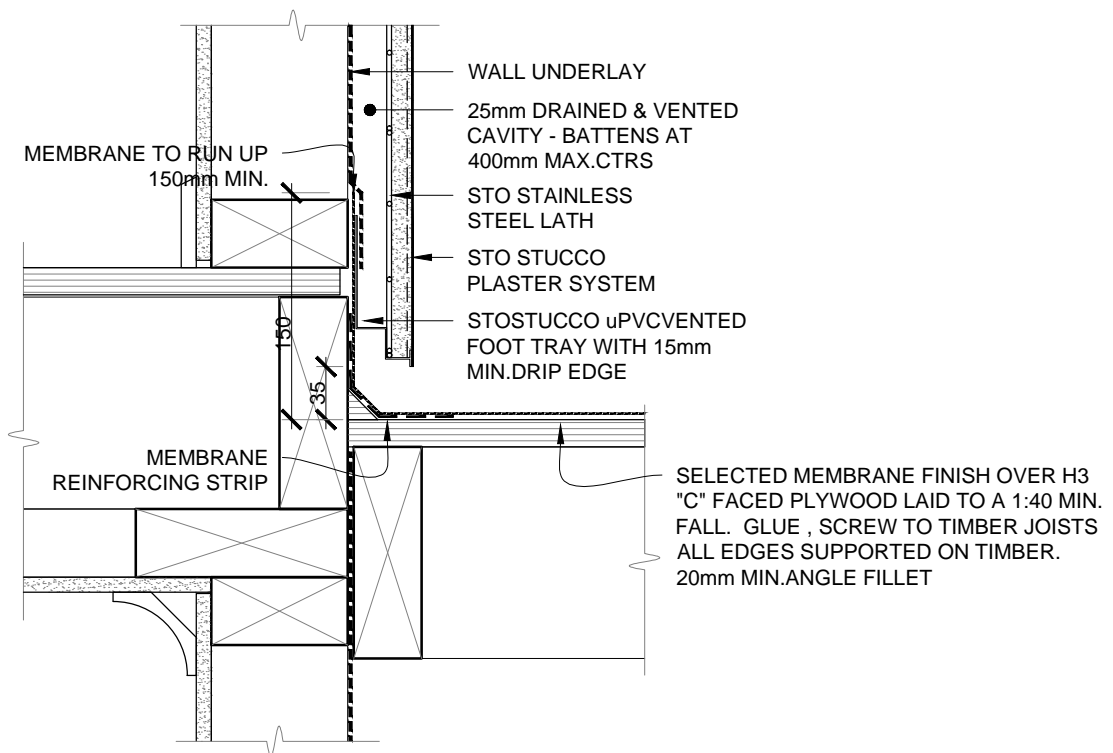 WALL UNDERLAY
25mm DRAINED & VENTED
CAVITY - BATTENS AT
400mm MAX.CTRS
MEMBRANE TO RUN UP
150mm MIN.
STO STAINLESS
STEEL LATH
STO STUCCO
PLASTER SYSTEM
STOSTUCCO uPVCVENTED
FOOT TRAY WITH 15mm
MIN.DRIP EDGE
150
35
MEMBRANE
REINFORCING STRIP
SELECTED MEMBRANE FINISH OVER H3
"C" FACED PLYWOOD LAID TO A 1:40 MIN.
FALL. GLUE , SCREW TO TIMBER JOISTS
ALL EDGES SUPPORTED ON TIMBER.
20mm MIN.ANGLE FILLET